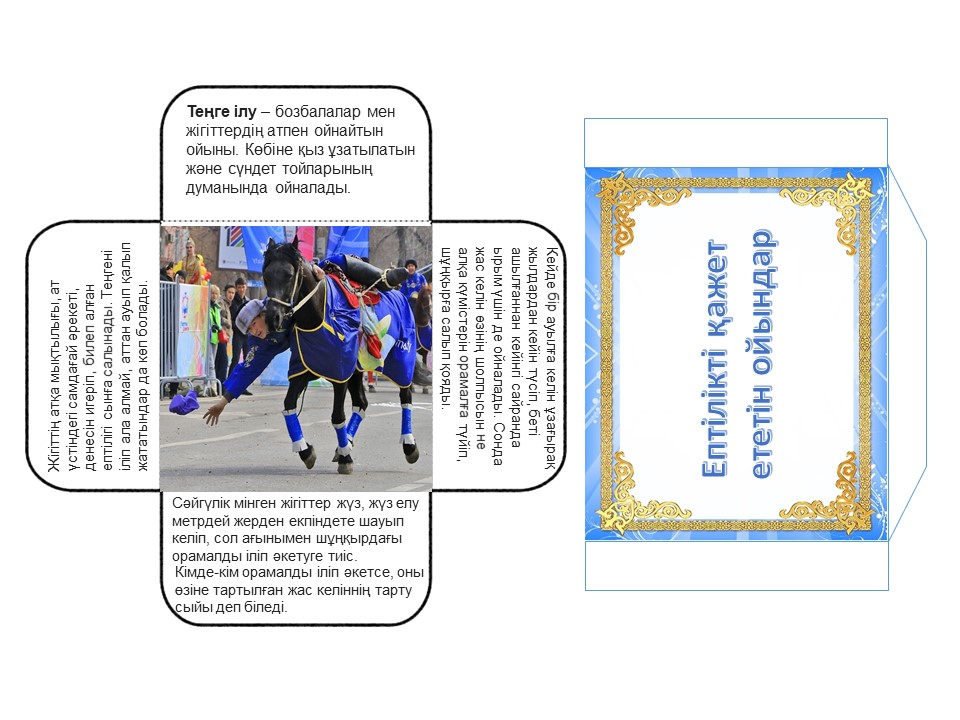 Теңге ілу – бозбалалар мен
жігіттердің атпен ойнайтын
ойыны. Көбіне қыз ұзатылатын
және сүндет тойларының
думанында ойналады.
Жігіттің атқа мықтылығы, ат
үстіндегі самдағай әрекеті,
денесін игеріп, билеп алған
ептілігі сынға салынады. Теңгені
іліп ала алмай, аттан ауып қалып
жататындар да көп болады.
Кейде бір ауылға келін ұзағырақ
жылдардан кейін түсіп, беті
ашылғаннан кейінгі сайранда
ырым үшін де ойналады. Сонда
жас келін өзінің шолпысын не
алқа күмістерін орамалға түйіп,
шұңқырға салып қояды.
Сәйгүлік мінген жігіттер жүз, жүз елу
метрдей жерден екпіндете шауып
келіп, сол ағынымен шұңқырдағы
орамалды іліп әкетуге тиіс.
Кімде-кім орамалды іліп әкетсе, оны
өзіне тартылған жас келіннің тарту
сыйы деп біледі.
Ептілікті қажет
ететін ойындар